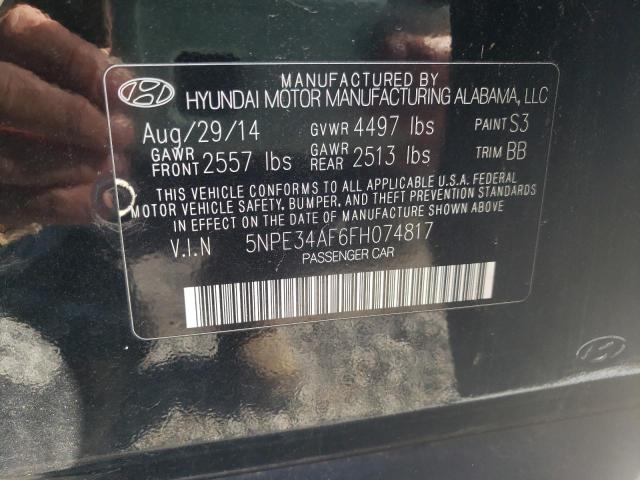 MANUFACTURED BY
HYUNDAI MOTOR MANUFACTURING ALABAMA, LLC
Aug/29/14 GVWR 4497 lbs PAINT S3
GAWR FRONT 2557 lbs GAWR REAR 2513 lbs TRIM BB
THIS VEHICLE CONFORMS TO ALL APPLICABLE U.S.A. FEDERAL
MOTOR VEHICLE SAFETY, BUMPER, AND THEFT PREVENTION STANDARDS
IN EFFECT ON THE DATE OF MANUFACTURE SHOWN ABOVE.
V.I.N 5NPE34AF6FH074817
PASSENGER CAR